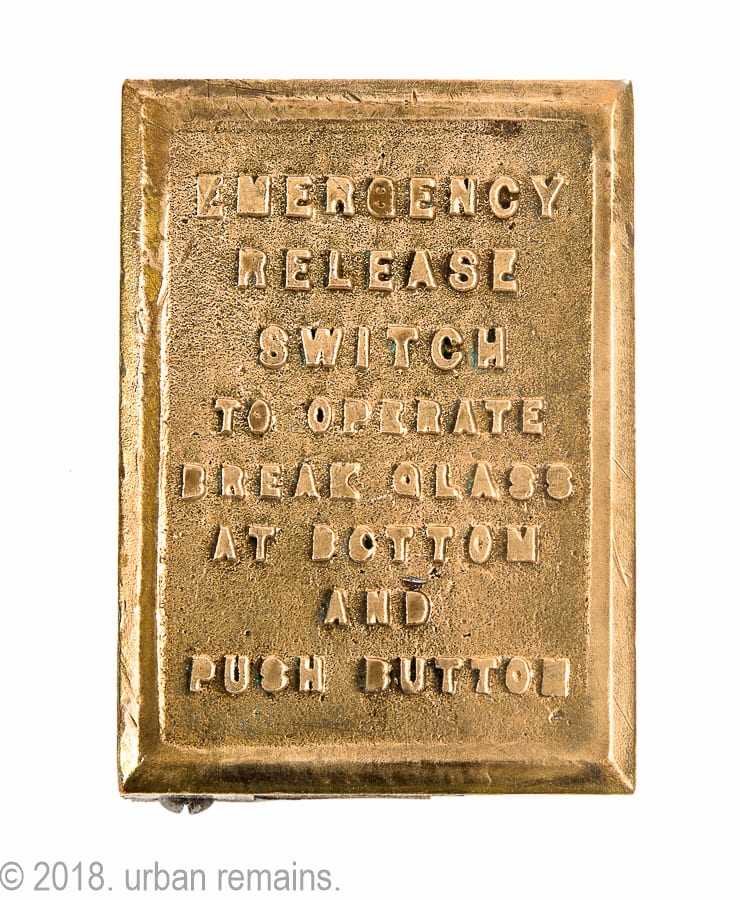 EMERGENCY
RELEASE
SWITCH
TO OPERATE
BREAK GLASS
AT BOTTOM
AND
PUSH BUTTON
© 2018. urban remains.